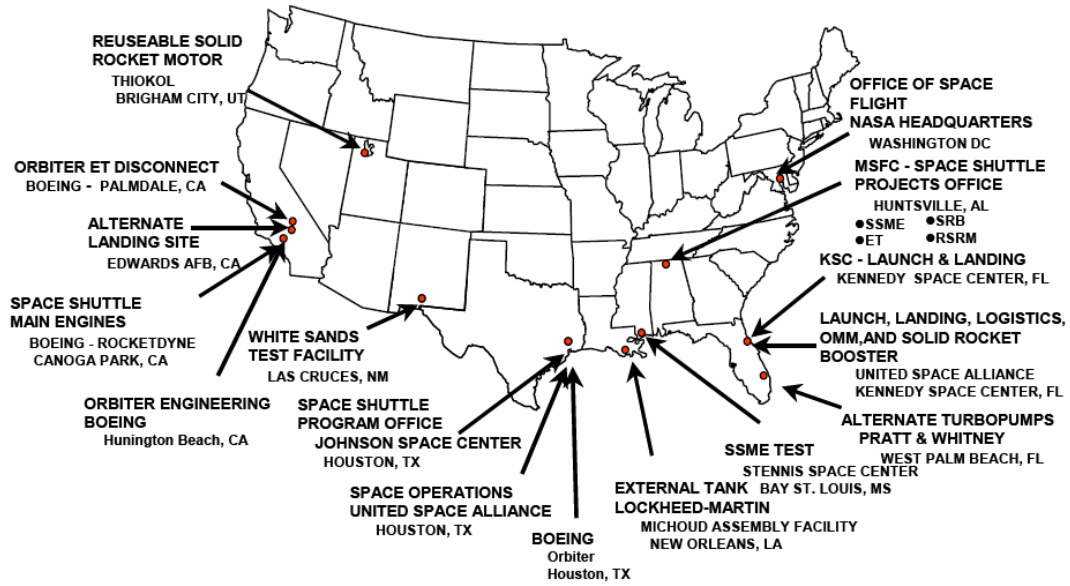 REUSEABLE SOLID
ROCKET MOTOR
THIOKOL
BRIGHAM CITY, UT
ORBITER ET DISCONNECT
BOEING - PALMDALE, CA
ALTERNATE
LANDING SITE
EDWARDS AFB, CA
SPACE SHUTTLE
MAIN ENGINES
BOEING - ROCKETDYNE
CANOGA PARK, CA
ORBITER ENGINEERING
BOEING
Hunington Beach, CA
WHITE SANDS
TEST FACILITY
LAS CRUCES, NM
SPACE SHUTTLE
PROGRAM OFFICE
JOHNSON SPACE CENTER
HOUSTON, TX
SPACE OPERATIONS
UNITED SPACE ALLIANCE
HOUSTON, TX
BOEING
Orbiter
Houston, TX
EXTERNAL TANK
LOCKHEED-MARTIN
MICHOUD ASSEMBLY FACILITY
NEW ORLEANS, LA
SSME TEST
STENNIS SPACE CENTER
BAY ST. LOUIS, MS
OFFICE OF SPACE
FLIGHT
NASA HEADQUARTERS
WASHINGTON DC
MSFC - SPACE SHUTTLE
PROJECTS OFFICE
HUNTSVILLE, AL
●SSME ●SRB
●ET ●RSRM
KSC - LAUNCH & LANDING
KENNEDY SPACE CENTER, FL
LAUNCH, LANDING, LOGISTICS,
OMM,AND SOLID ROCKET
BOOSTER
UNITED SPACE ALLIANCE
KENNEDY SPACE CENTER, FL
ALTERNATE TURBOPUMPS
PRATT & WHITNEY
WEST PALM BEACH, FL